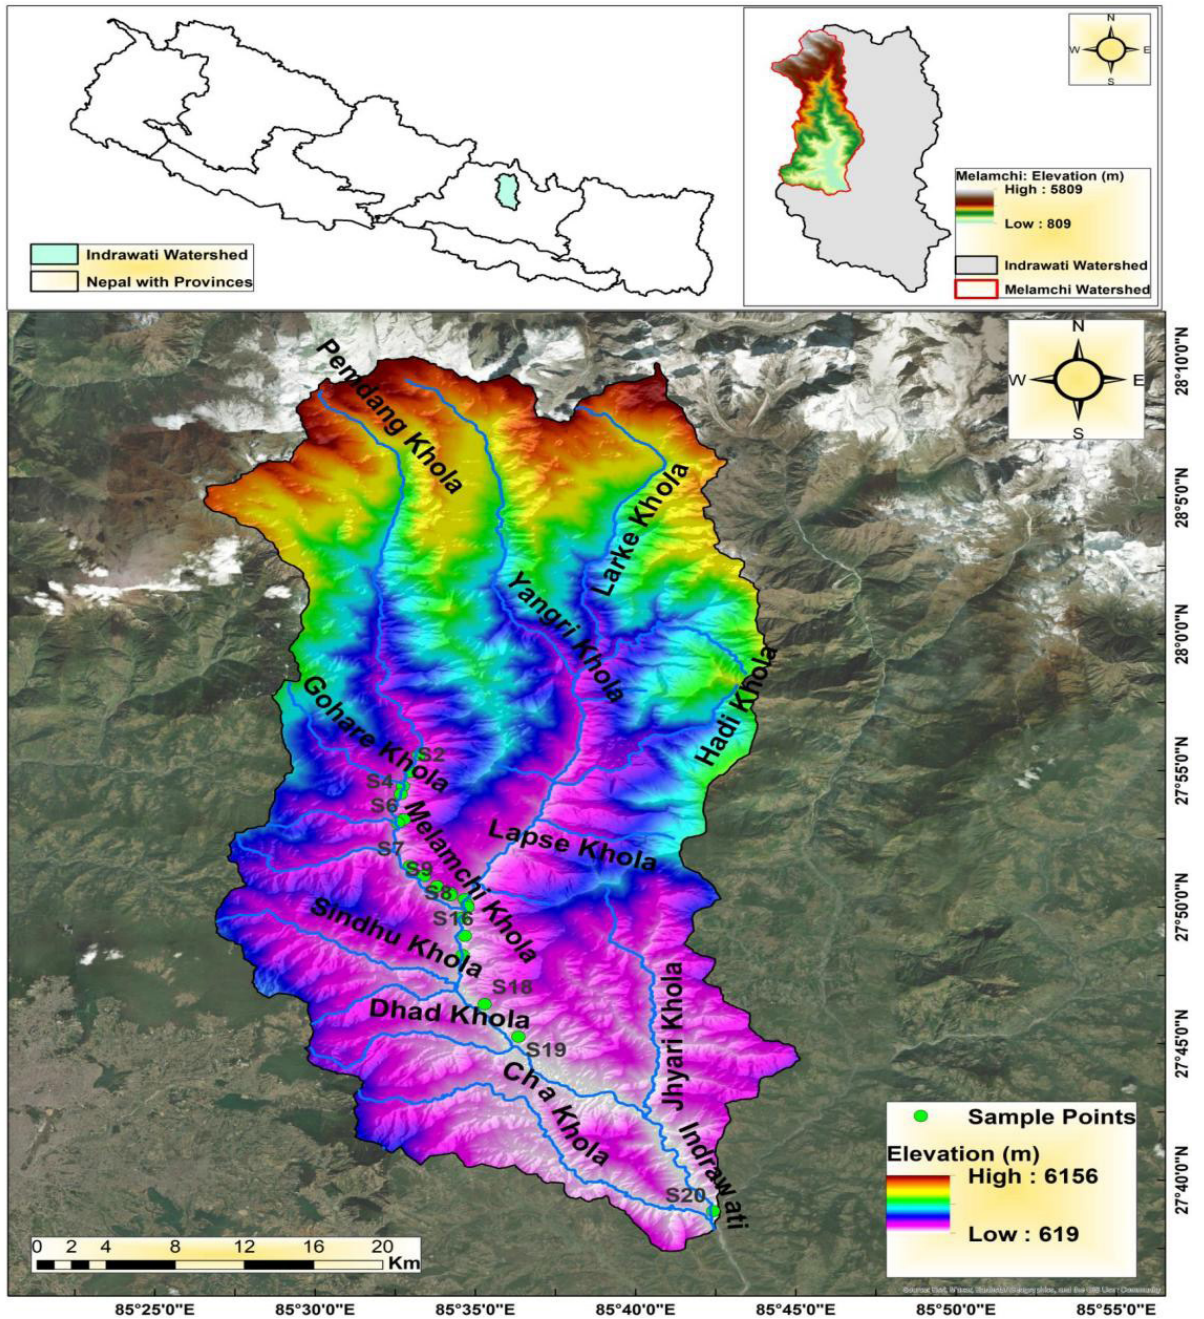 N
W
E
S
Melamchi: Elevation (m)
High : 5809
Low : 809
Indrawati Watershed
Melamchi Watershed
Indrawati Watershed
Nepal with Provinces
N
W
E
S
Pemdang Khola
Larke Khola
Yangri Khola
Hadi Khola
Gohare Khola
S2
S4
S6
Melamchi Khola
Lapse Khola
S7
S9
S8
S16
Sindhu Khola
S18
Dhad Khola
S19
Jhyari Khola
Cha Khola
Indrawati
S20
Sample Points
Elevation (m)
High : 6156
Low : 619
0 2 4 8 12 16 20
Km
28°10'0"N
28°5'0"N
28°0'0"N
27°55'0"N
27°50'0"N
27°45'0"N
27°40'0"N
85°25'0"E 85°30'0"E 85°35'0"E 85°40'0"E 85°45'0"E 85°50'0"E 85°55'0"E